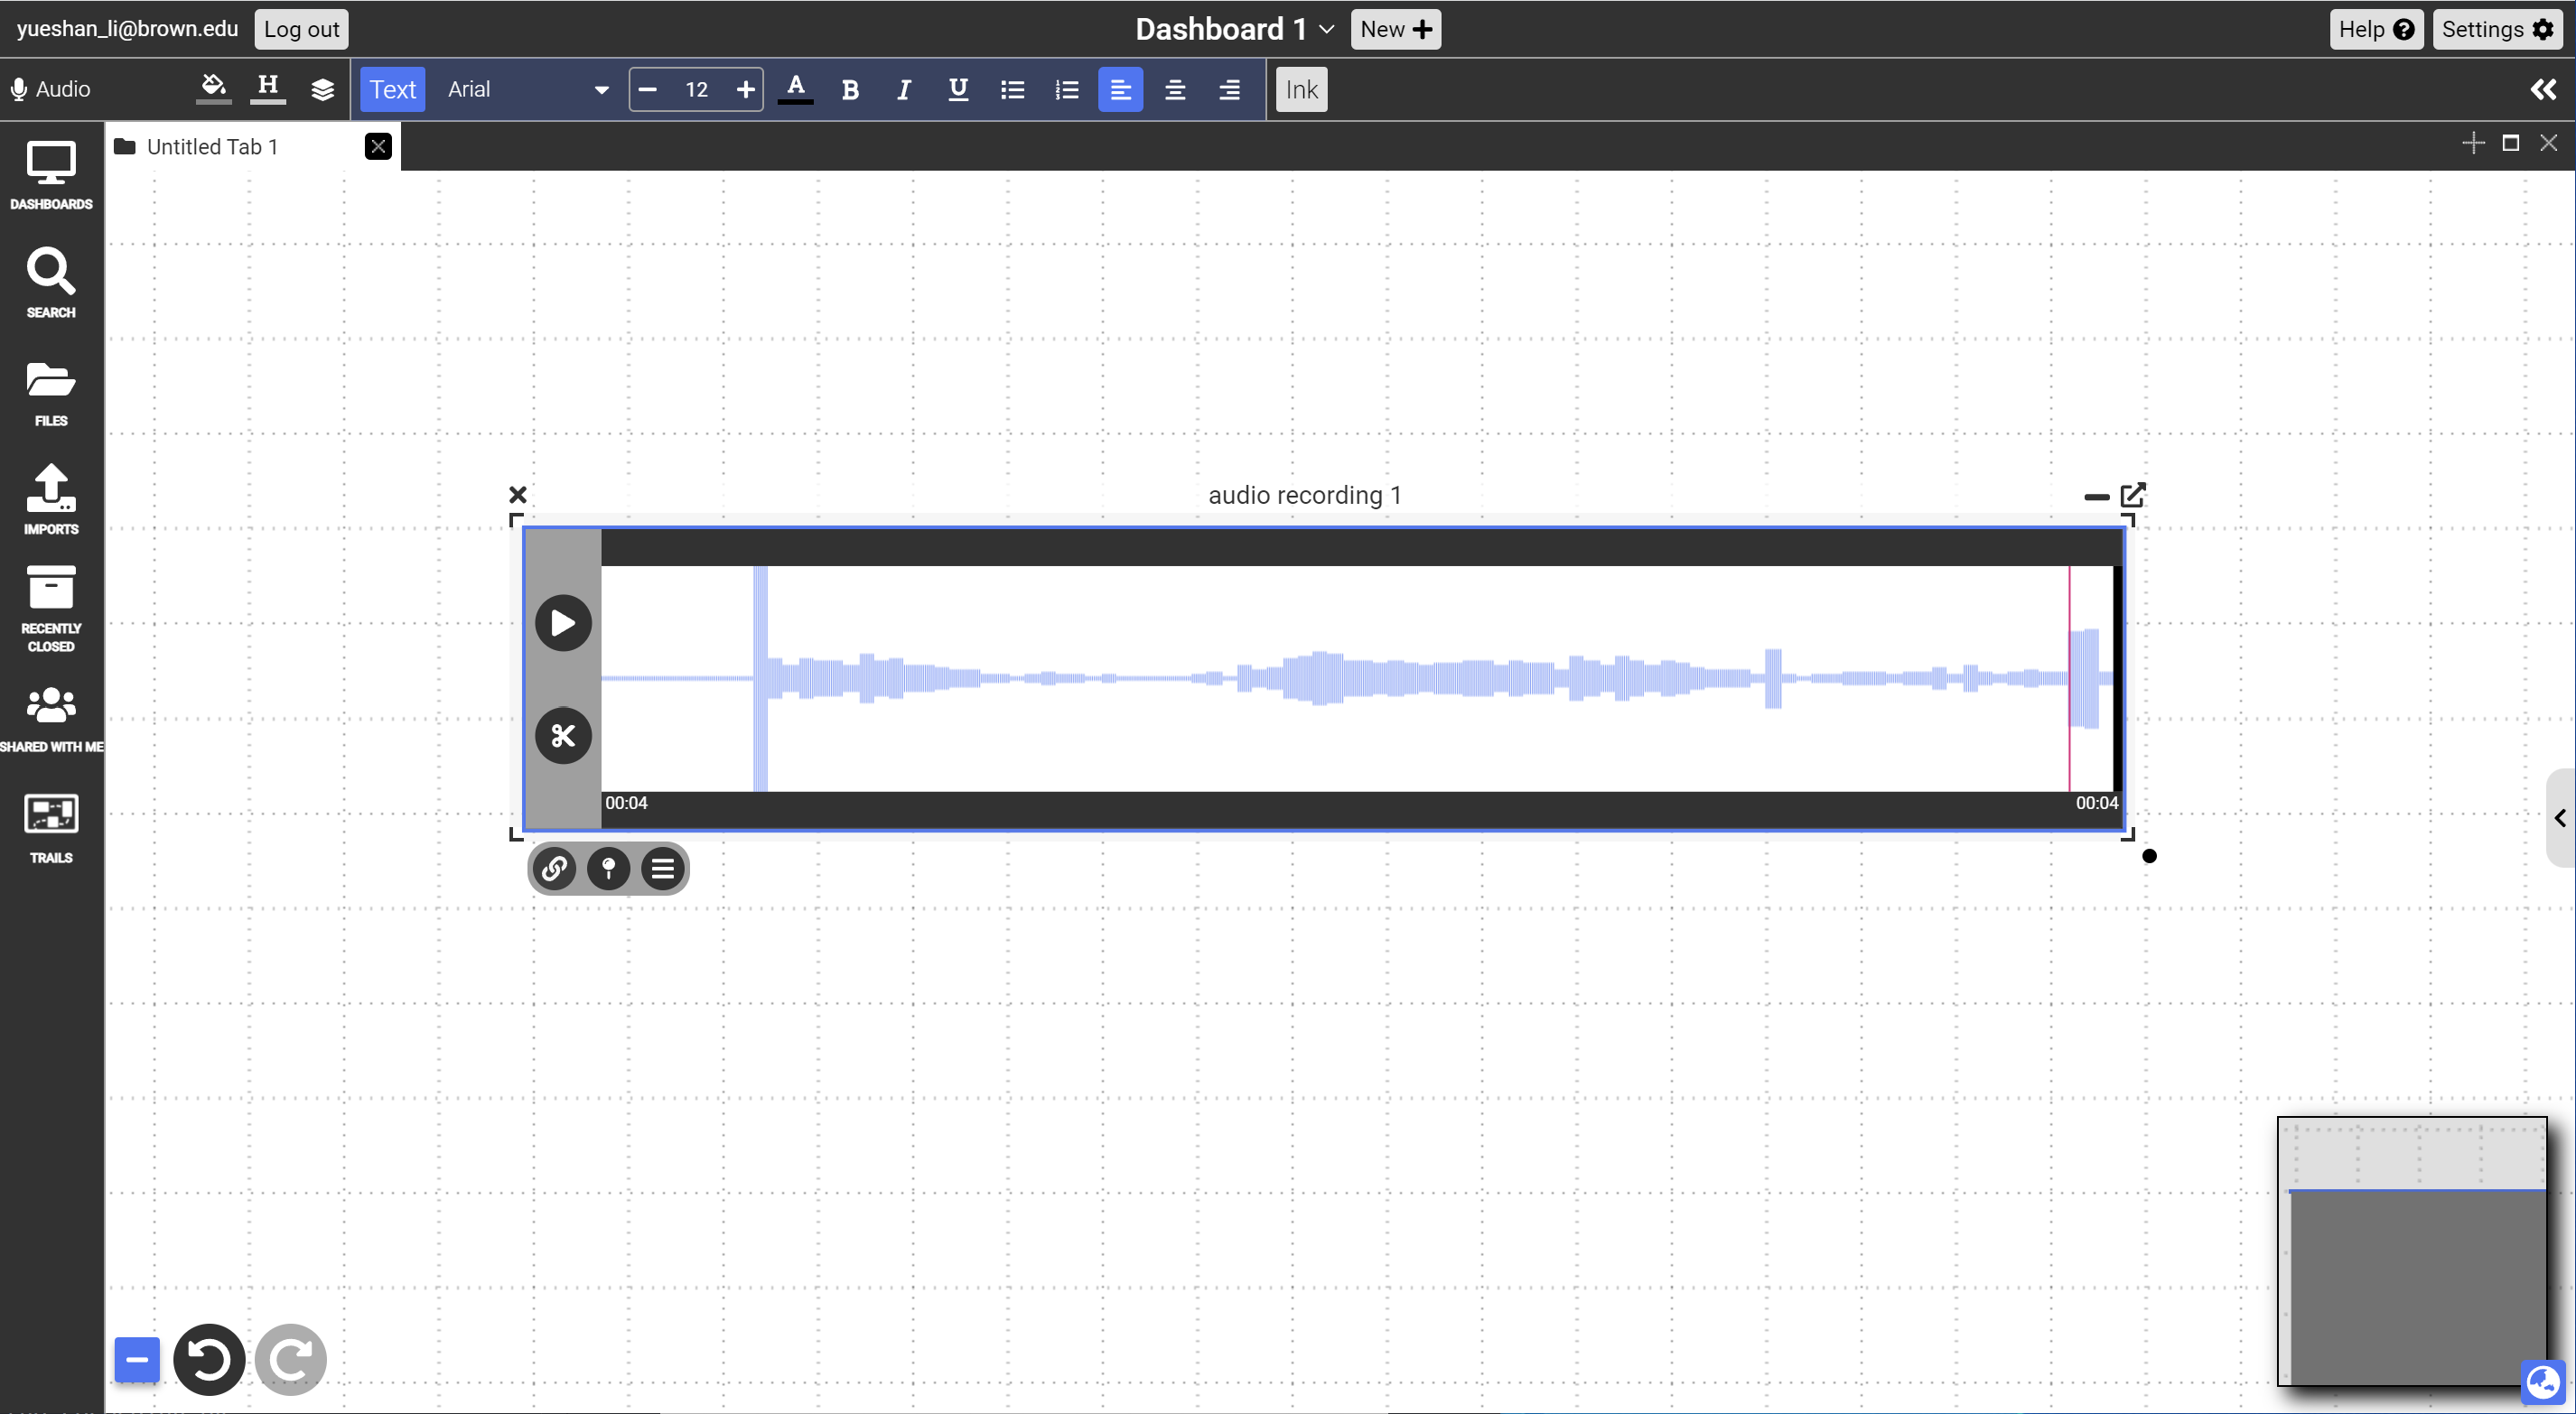 yueshan_li@brown.edu Log out Dashboard 1 New Help Settings
Audio H Text Arial 12 A B I U Ink
Untitled Tab 1
DASHBOARDS
SEARCH
FILES
IMPORTS
RECENTLY
CLOSED
SHARED WITH ME
TRAILS
audio recording 1
00:04 00:04